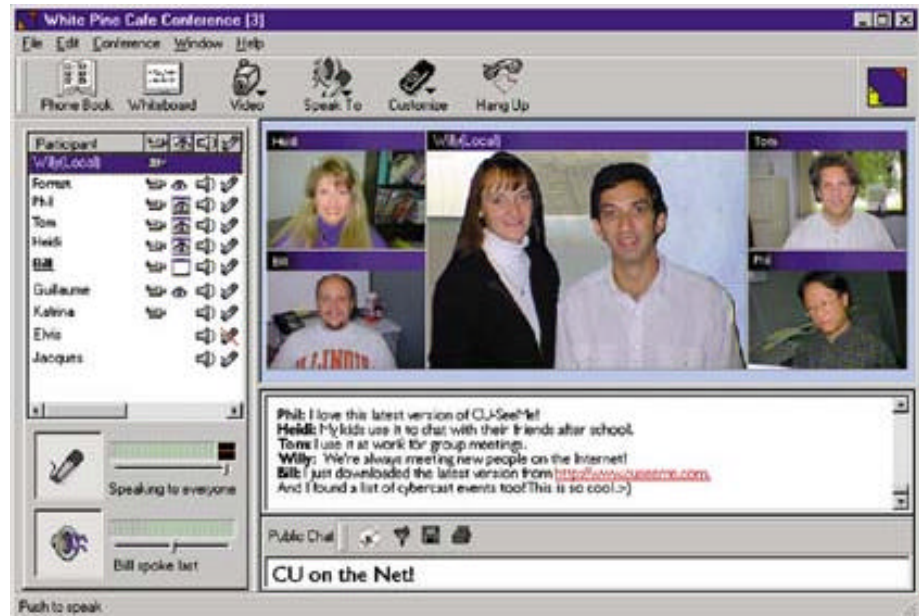 White Pine Cafe Conference [3]
File Edit Conference Window Help
Phone Book Whiteboard Video Speak To Customize Hang Up
Participant
Willy(Local)
Forrest
Phil
Tom
Heidi
Bill
Guillaume
Katrina
Elvis
Jacques
Speaking to everyone
Bill spoke last
Heidi
Willy(Local)
Tom
Bill
Phil
ILLINOIS
Phil: I love this latest version of CU-SeeMe!
Heidi: My kids use it to chat with their friends after school.
Tom: I use it at work for group meetings.
Willy: We're always meeting new people on the Internet!
Bill: I just downloaded the latest version from http://www.cuseeme.com.
And I found a list of cybercast events too! This is so cool :>)
Public Chat
CU on the Net!
Push to speak